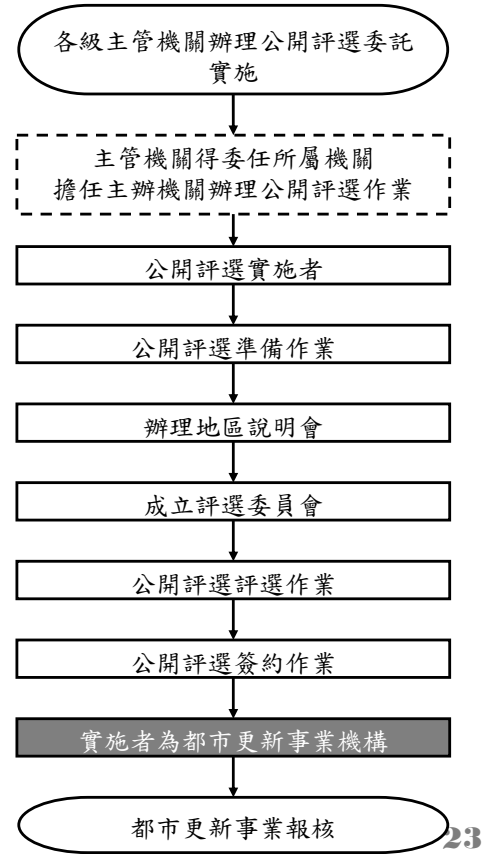 各級主管機關辦理公開評選委託
實施
主管機關得委任所屬機關
擔任主辦機關辦理公開評選作業
公開評選實施者
公開評選準備作業
辦理地區說明會
成立評選委員會
公開評選評選作業
公開評選簽約作業
實施者為都市更新事業機構
都市更新事業報核
23